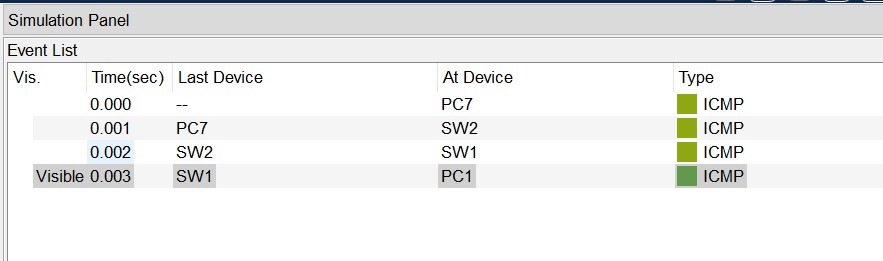 Simulation Panel
Event List
Vis. Time(sec) Last Device At Device Type
0.000 -- PC7 ICMP
0.001 PC7 SW2 ICMP
0.002 SW2 SW1 ICMP
Visible 0.003 SW1 PC1 ICMP